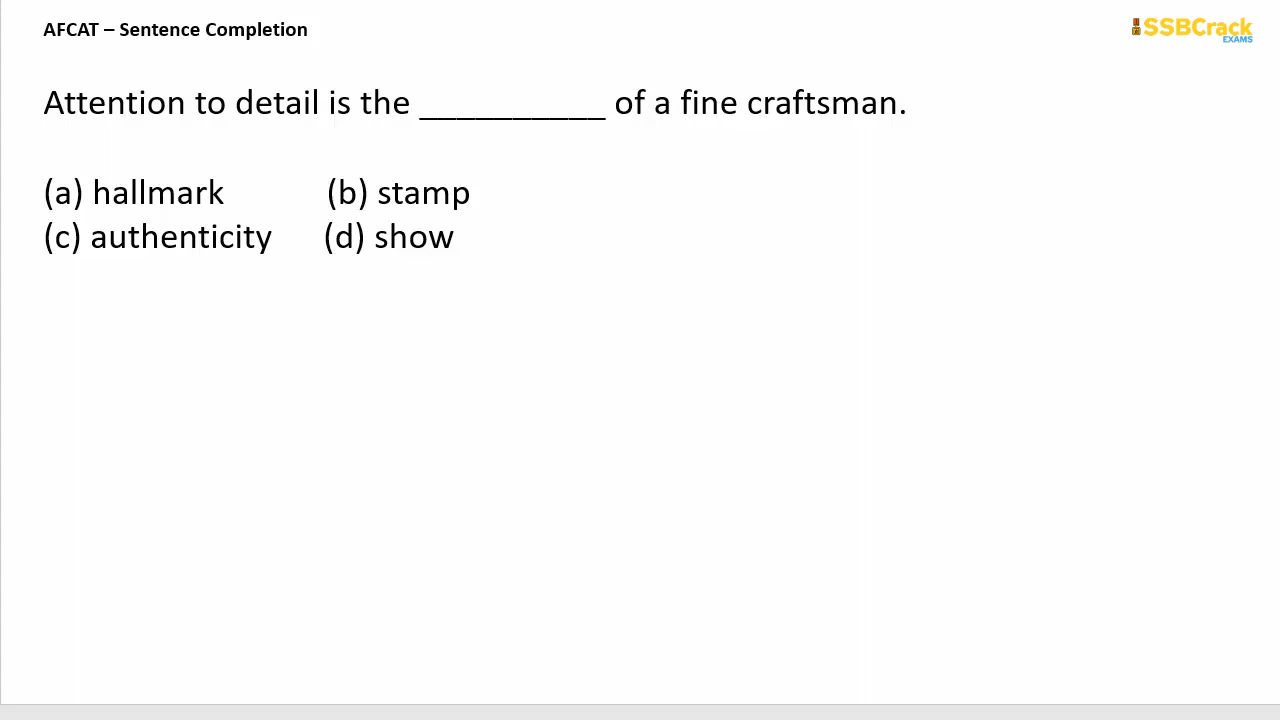 AFCAT – Sentence Completion
SSBCrack
EXAMS
Attention to detail is the __________ of a fine craftsman.
(a) hallmark (b) stamp
(c) authenticity (d) show